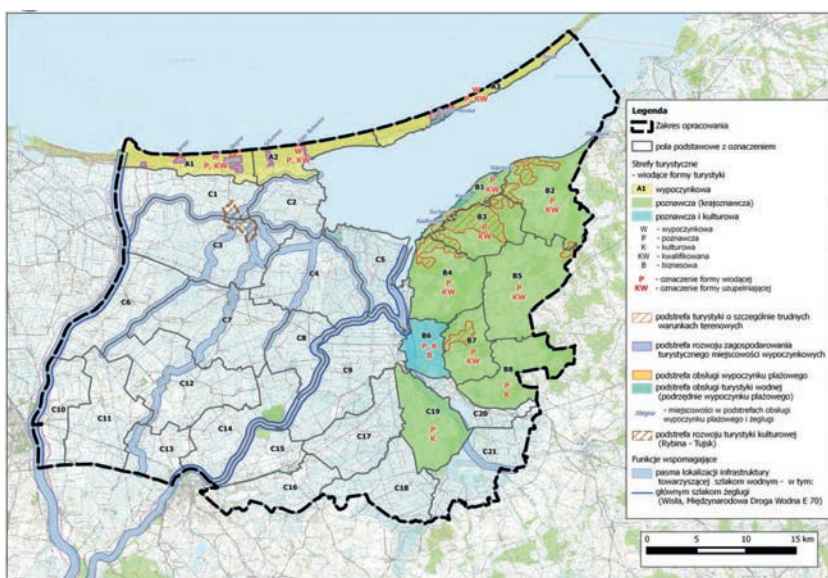 A3
W
P, KW
A1
W
P, KW
A2
W
P, KW
C1
C2
B1
P
KW
B2
P
KW
B3
P
KW
C3
C4
C5
B4
P
KW
B5
P
KW
C6
C7
C8
B6
P, K
B
B7
P
KW
C9
B8
P
K
C12
C10
C11
C14
C13
C15
C17
C19
P
K
C20
C21
C16
C18
Legenda
Zakres opracowania
pola podstawowe z oznaczeniem
Strefy turystyczne
- wiodące formy turystyki
A1 wypoczynkowa
poznawcza (krajoznawcza)
poznawcza i kulturowa
W - wypoczynkowa
P - poznawcza
K - kulturowa
KW - kwalifikowana
B - biznesowa
P - oznaczenie formy wiodącej
KW - oznaczenie formy uzupełniającej
podstrefa turystyki o szczególnie trudnych
warunkach terenowych
podstrefa rozwoju zagospodarowania
turystycznego miejscowości wypoczynkowych
podstrefa obsługi wypoczynku plażowego
podstrefa obsługi turystyki wodnej
(podrzędnie wypoczynku plażowego)
Stegna - miejscowości w podstrefach obsługi
wypoczynku plażowego i żeglugi
podstrefa rozwoju turystyki kulturowej
(Rybina - Tujsk)
Funkcje wspomagające
pasma lokalizacji infrastruktury
towarzyszącej szlakom wodnym - w tym:
głównym szlakom żeglugi
(Wisła, Międzynarodowa Droga Wodna E 70)
0 5 10 15 km